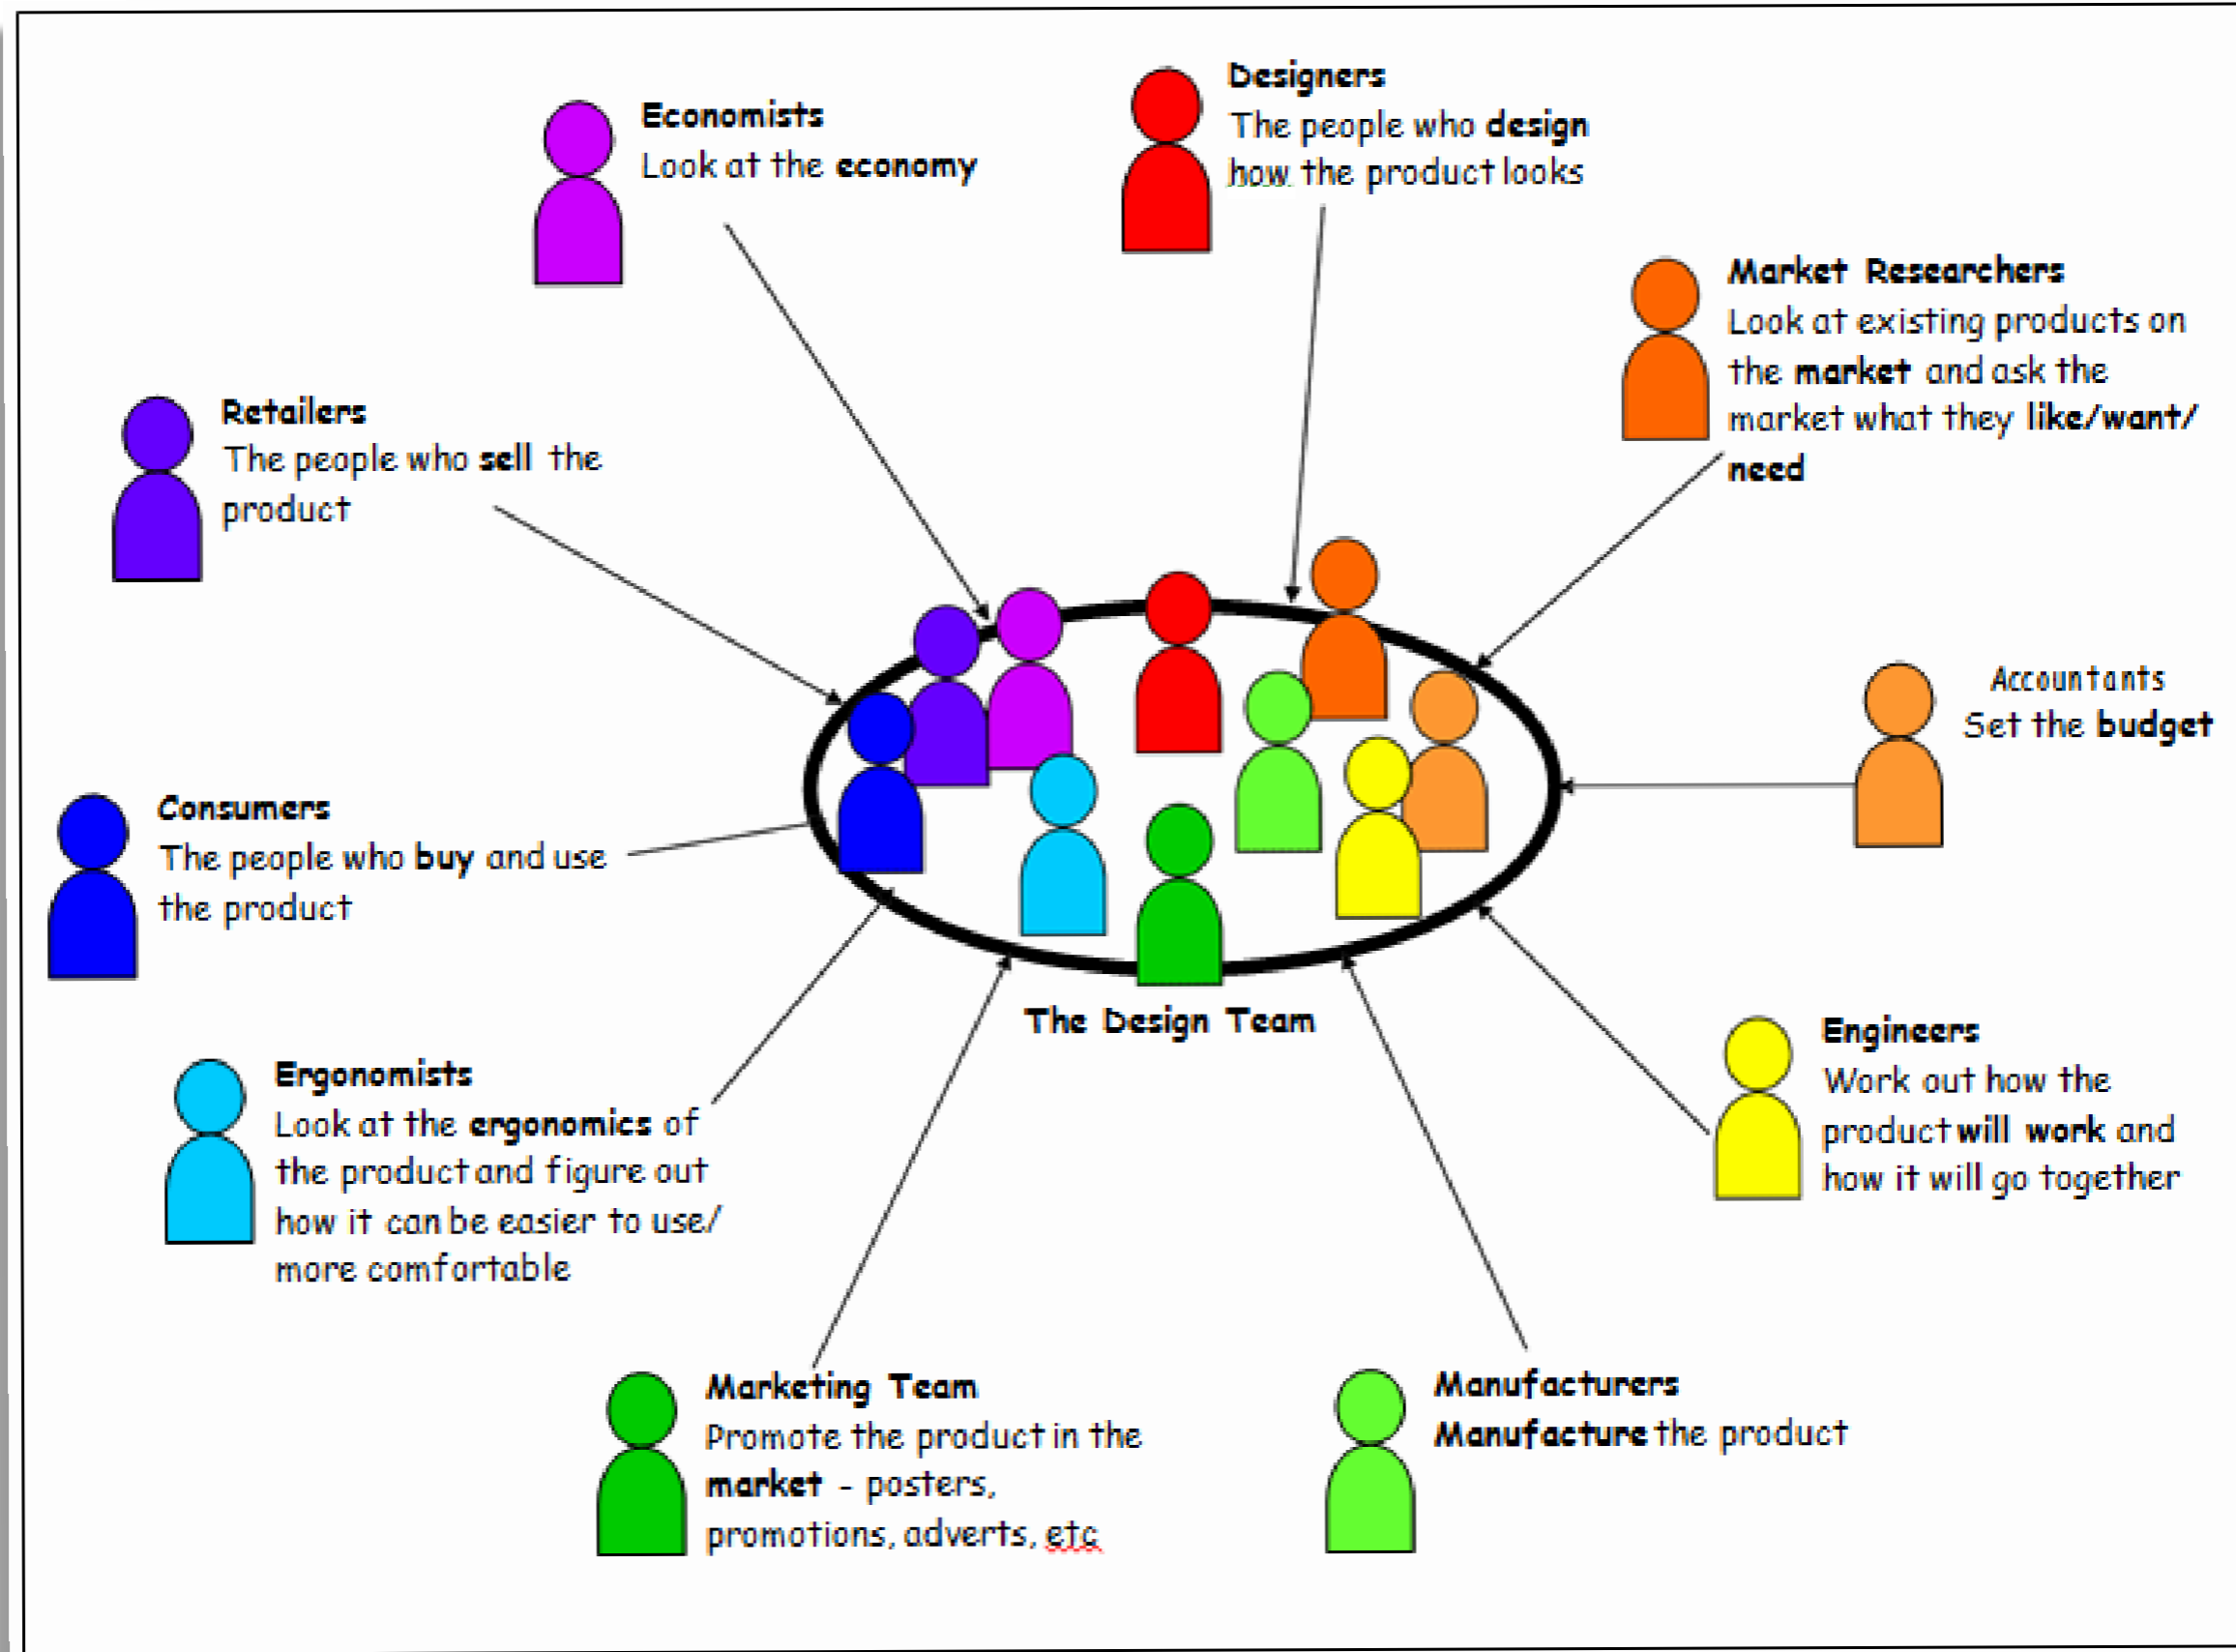 Designers
The people who design
how the product looks
Economists
Look at the economy
Market Researchers
Look at existing products on
the market and ask the
market what they like/want/
need
Retailers
The people who sell the
product
Accountants
Set the budget
Consumers
The people who buy and use
the product
The Design Team
Engineers
Work out how the
product will work and
how it will go together
Ergonomists
Look at the ergonomics of
the product and figure out
how it can be easier to use/
more comfortable
Marketing Team
Promote the product in the
market - posters,
promotions, adverts, etc
Manufacturers
Manufacture the product